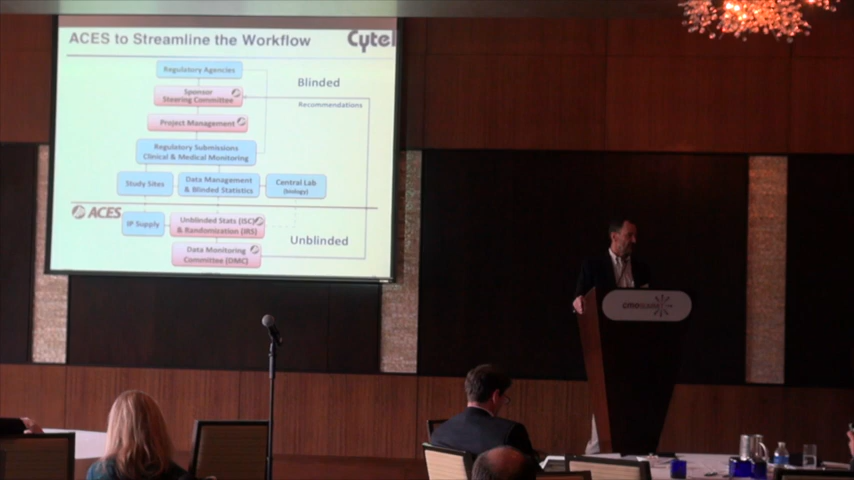 ACES to Streamline the Workflow
Cytel
Regulatory Agencies
Blinded
Sponsor
Steering Committee
Recommendations
Project Management
Regulatory Submissions
Clinical & Medical Monitoring
Study Sites
Data Management
& Blinded Statistics
Central Lab
(biology)
ACES
IP Supply
Unblinded Stats (ISC)
& Randomization (IRS)
Unblinded
Data Monitoring
Committee (DMC)